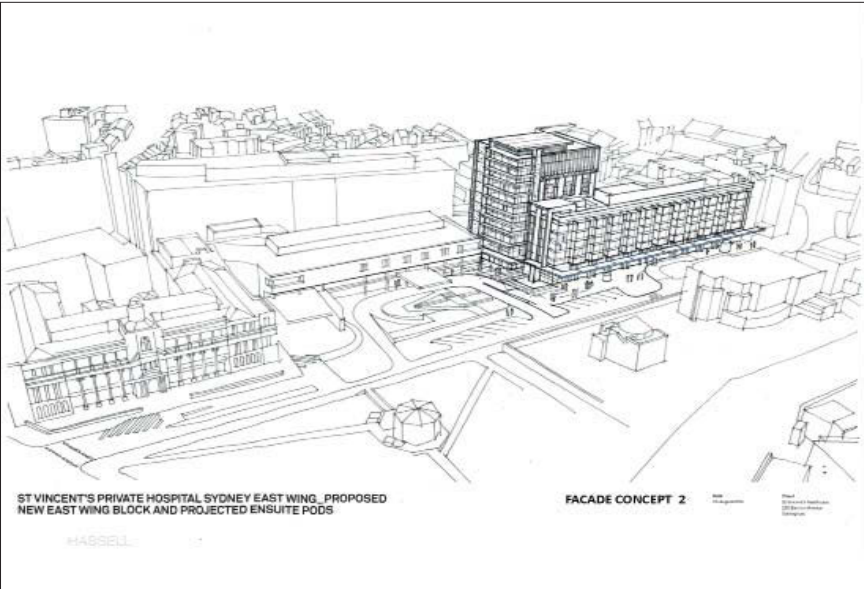 ST VINCENT'S PRIVATE HOSPITAL SYDNEY EAST WING_PROPOSED
NEW EAST WING BLOCK AND PROJECTED ENSUITE PODS
FACADE CONCEPT 2
HASSELL